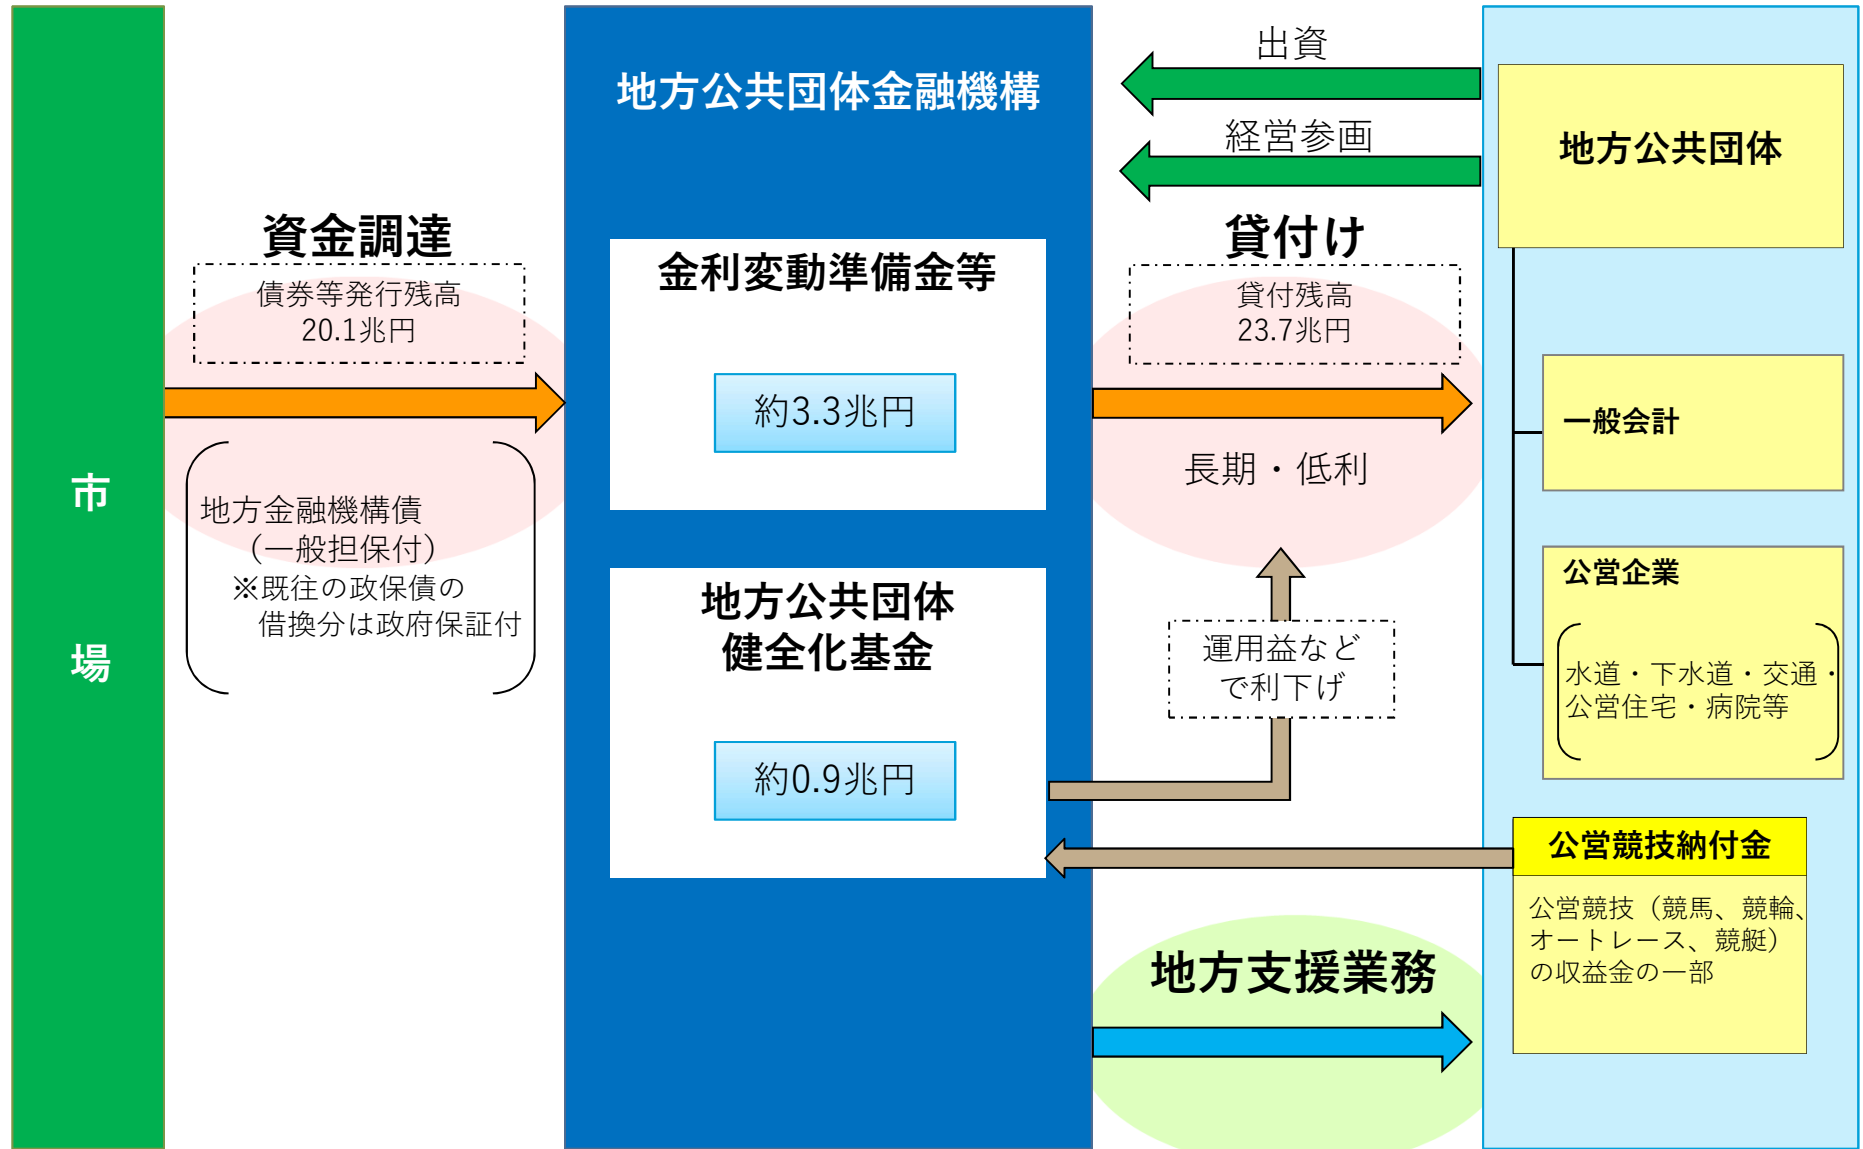 市
場
資金調達
債券等発行残高
20.1兆円
地方金融機構債
（一般担保付）
※既往の政保債の
借換分は政府保証付
地方公共団体金融機構
金利変動準備金等
約3.3兆円
地方公共団体
健全化基金
約0.9兆円
出資
経営参画
貸付け
貸付残高
23.7兆円
長期・低利
運用益など
で利下げ
地方支援業務
地方公共団体
一般会計
公営企業
水道・下水道・交通・
公営住宅・病院等
公営競技納付金
公営競技（競馬、競輪、
オートレース、競艇）
の収益金の一部